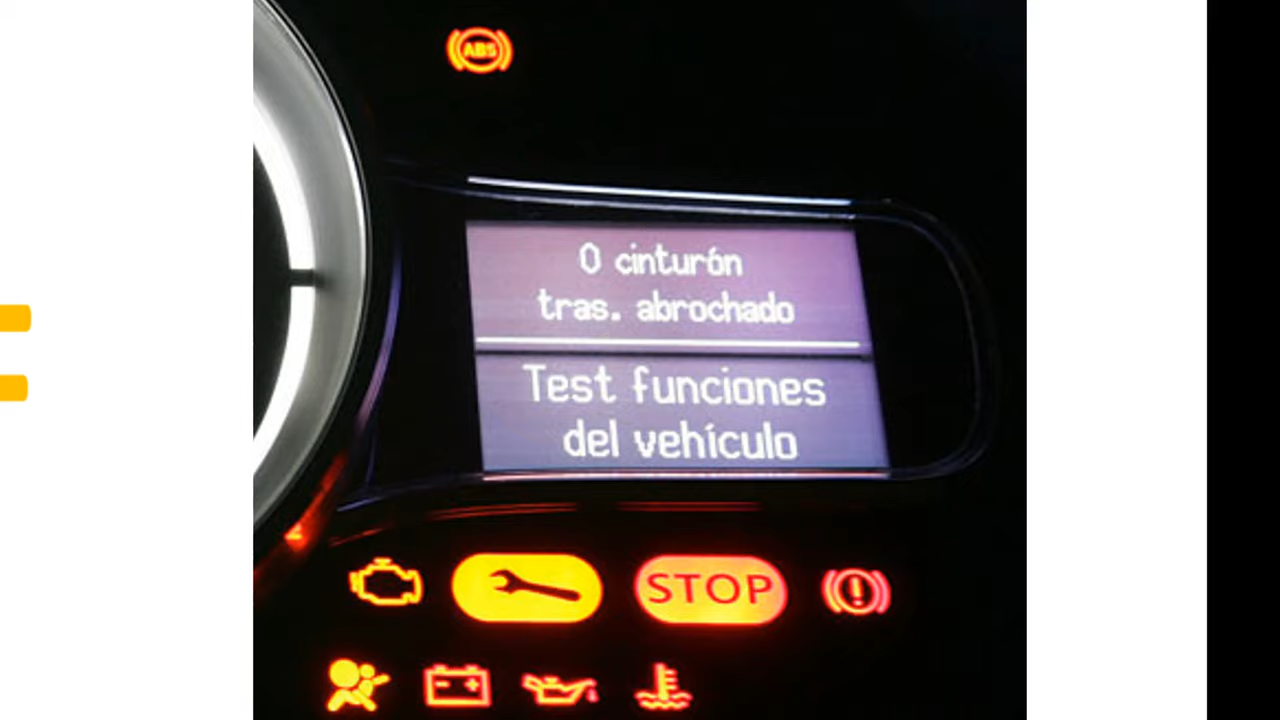 ABS
0 cinturón
tras. abrochado
Test funciones
del vehículo
STOP